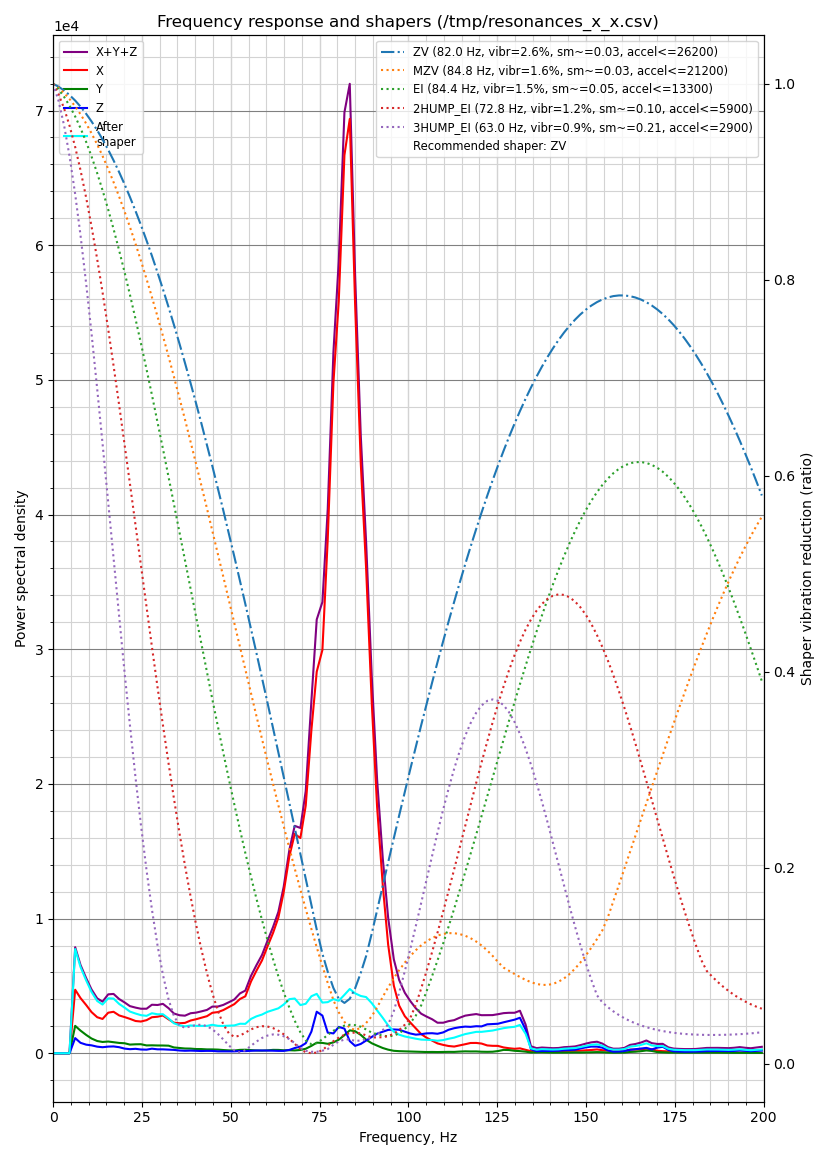 Frequency response and shapers (/tmp/resonances_x_x.csv)
1e4
X+Y+Z
X
Y
Z
After
shaper
ZV (82.0 Hz, vibr=2.6%, sm~=0.03, accel<=26200)
MZV (84.8 Hz, vibr=1.6%, sm~=0.03, accel<=21200)
EI (84.4 Hz, vibr=1.5%, sm~=0.05, accel<=13300)
2HUMP_EI (72.8 Hz, vibr=1.2%, sm~=0.10, accel<=5900)
3HUMP_EI (63.0 Hz, vibr=0.9%, sm~=0.21, accel<=2900)
Recommended shaper: ZV
7
6
5
4
3
2
1
0
Power spectral density
1.0
0.8
0.6
0.4
0.2
0.0
Shaper vibration reduction (ratio)
0 25 50 75 100 125 150 175 200
Frequency, Hz